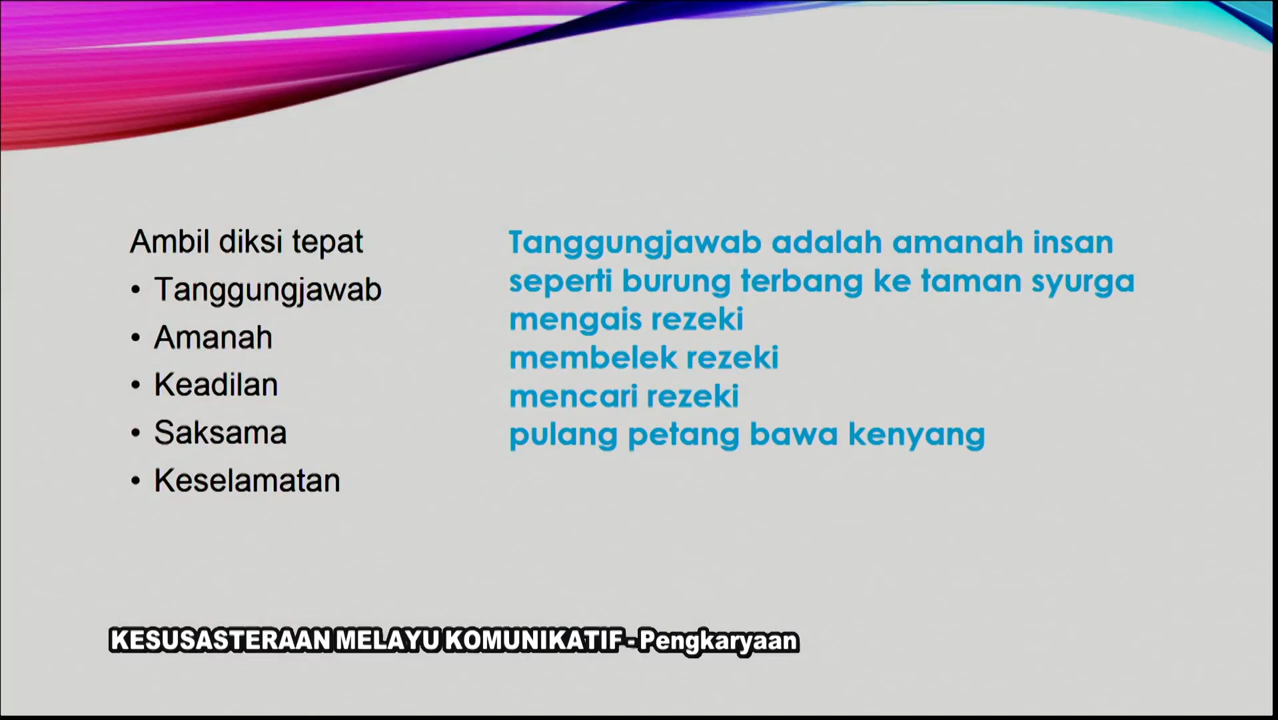 Ambil diksi tepat
• Tanggungjawab
• Amanah
• Keadilan
• Saksama
• Keselamatan
Tanggungjawab adalah amanah insan
seperti burung terbang ke taman syurga
mengais rezeki
membelek rezeki
mencari rezeki
pulang petang bawa kenyang
KESUSASTERAAN MELAYU KOMUNIKATIF - Pengkaryaan